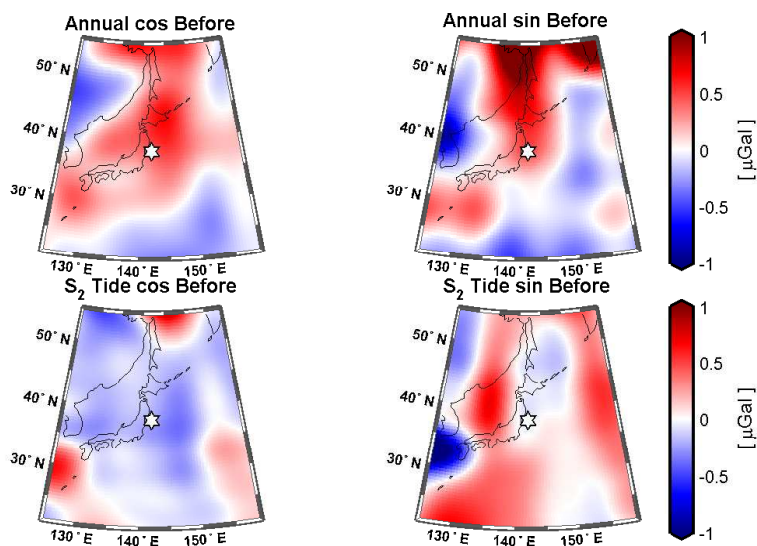 Annual cos Before
Annual sin Before
50° N
40° N
30° N
130° E
140° E
150° E
50° N
40° N
30° N
130° E
140° E
150° E
1
0.5
0
-0.5
-1
[ μGal ]
S₂ Tide cos Before
S₂ Tide sin Before
50° N
40° N
30° N
130° E
140° E
150° E
50° N
40° N
30° N
130° E
140° E
150° E
1
0.5
0
-0.5
-1
[ μGal ]